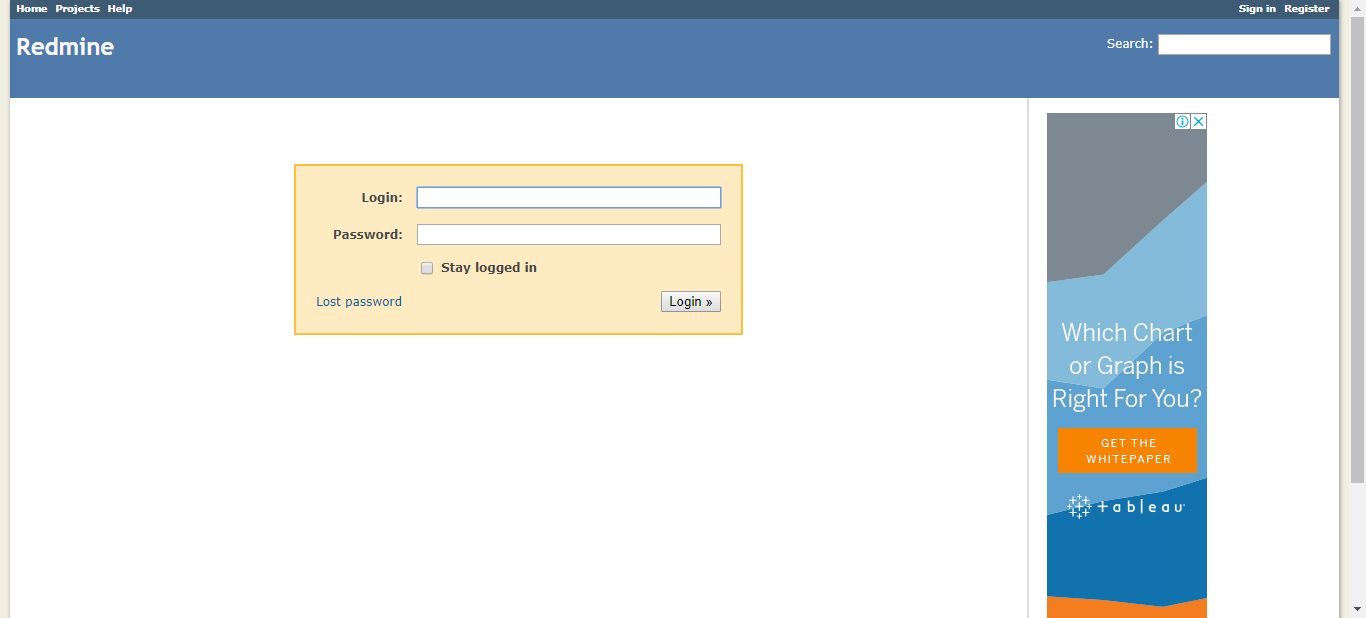 Home Projects Help
Sign in Register
Redmine
Search:
Login:
Password:
Stay logged in
Lost password
Login »
Which Chart
or Graph is
Right For You?
GET THE
WHITEPAPER
+ableau